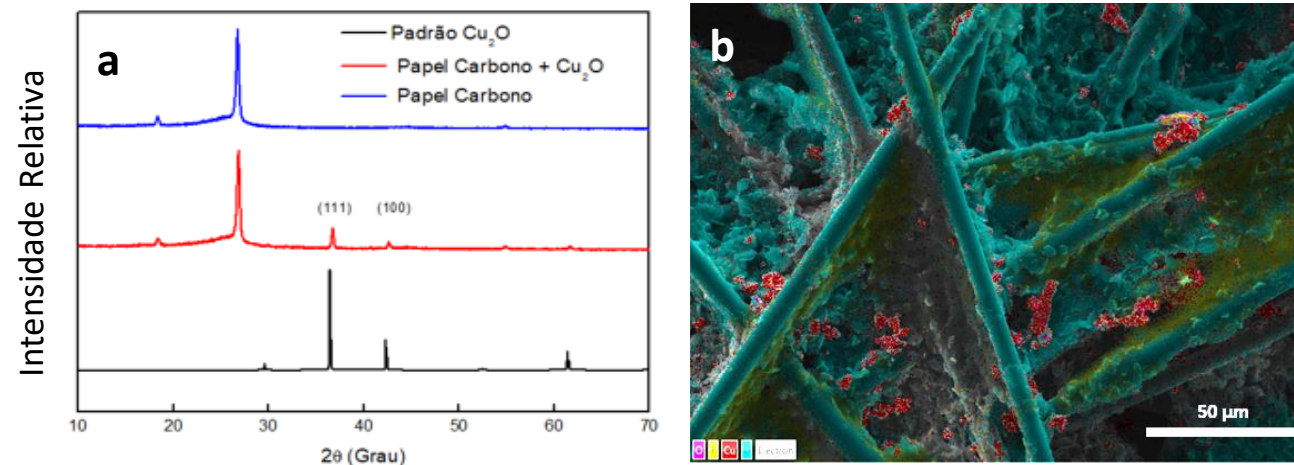 a
Padrão Cu₂O
Papel Carbono + Cu₂O
Papel Carbono
Intensidade Relativa
(111)
(100)
10 20 30 40 50 60 70
2θ (Grau)
b
50 µm
O
Cu
Electron